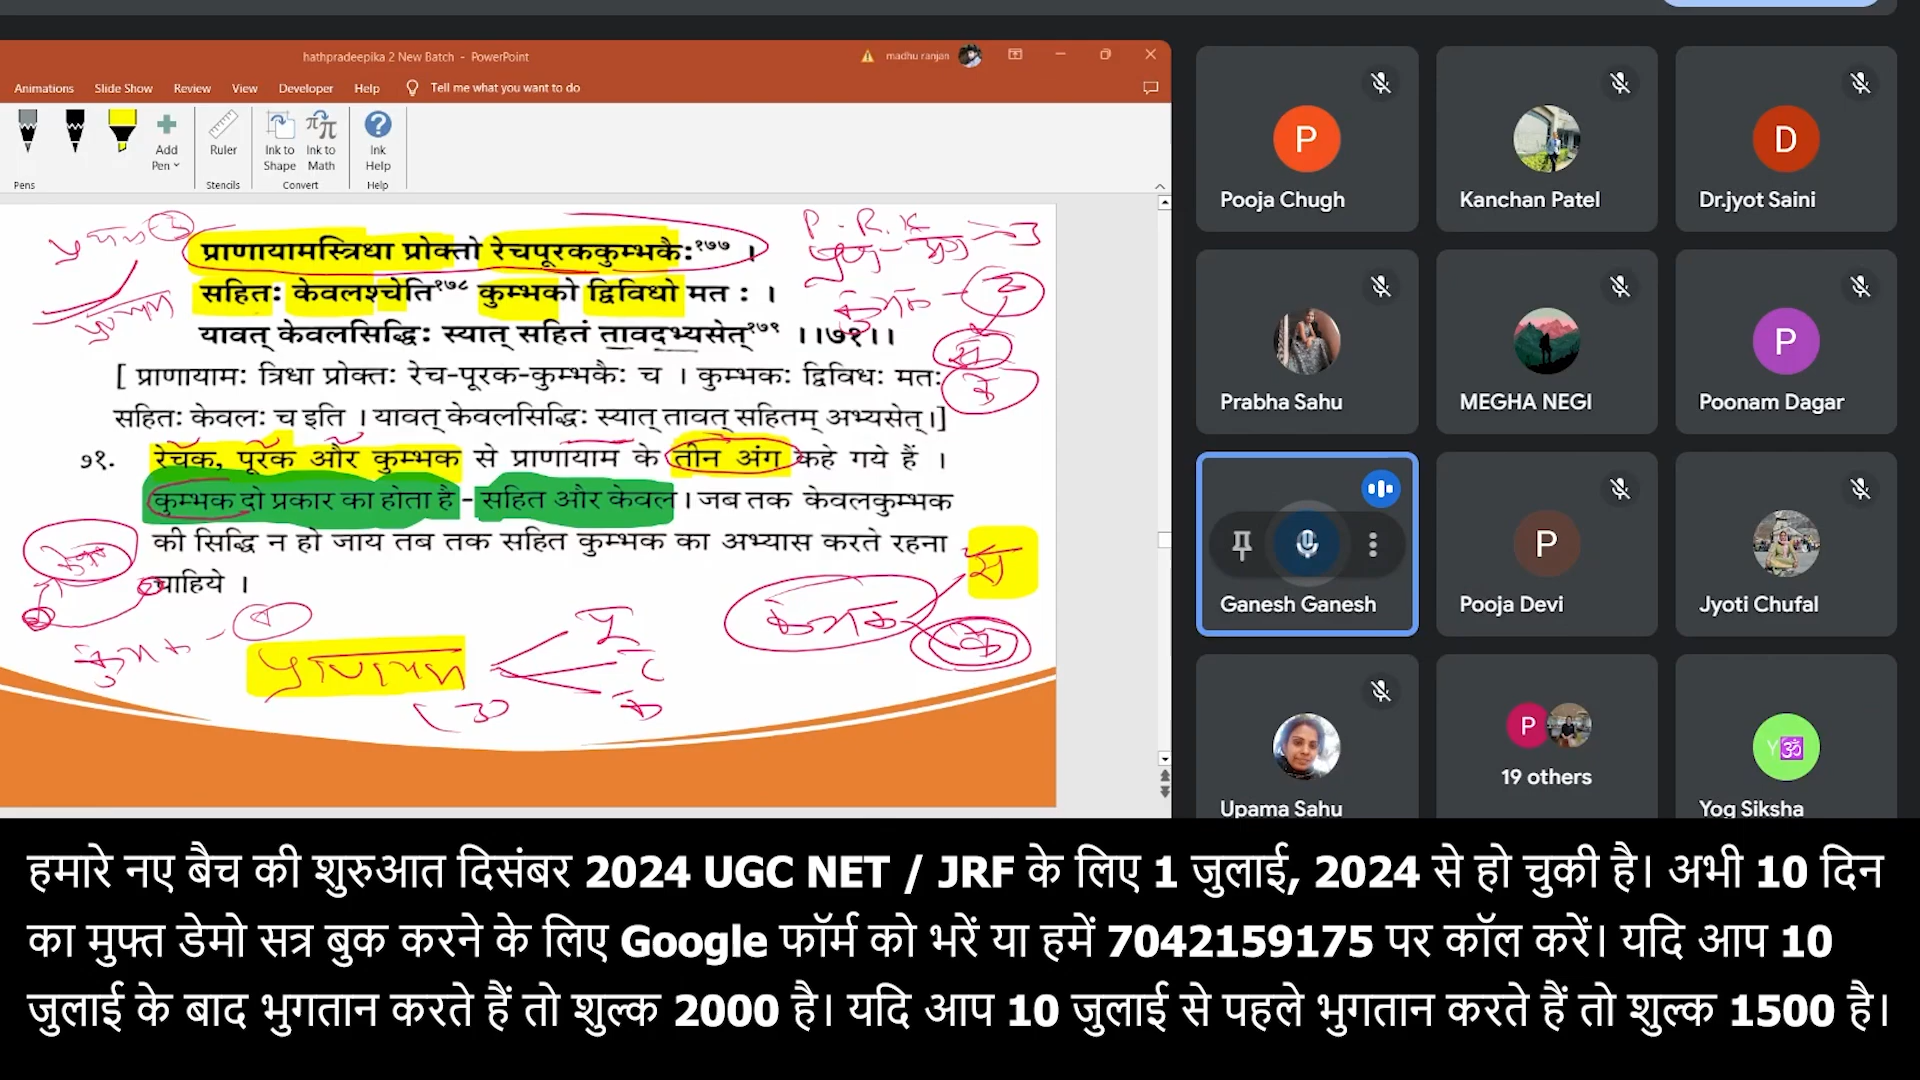 hathpradeepika 2 New Batch - PowerPoint
madhu ranjan
Animations Slide Show Review View Developer Help Tell me what you want to do
Add Pen
Ruler
Ink to Shape
Ink to Math
Ink Help
Pens
Stencils
Convert
Help
प्राणायामस्त्रिधा प्रोक्तो रेचपूरककुम्भकैः१७७ ।
सहितः केवलश्चेति१७८ कुम्भको द्विविधो मत : ।
यावत् केवलसिद्धिः स्यात् सहितं तावदभ्यसेत्१७९ ।।७१।।
[ प्राणायामः त्रिधा प्रोक्तः रेच-पूरक-कुम्भकैः च । कुम्भकः द्विविधः मतः
सहितः केवलः च इति । यावत् केवलसिद्धिः स्यात् तावत् सहितम् अभ्यसेत्।]
७१. रेचक, पूरक और कुम्भक से प्राणायाम के तीन अंग कहे गये हैं ।
कुम्भक दो प्रकार का होता है - सहित और केवल । जब तक केवलकुम्भक
की सिद्धि न हो जाय तब तक सहित कुम्भक का अभ्यास करते रहना
चाहिये ।
P. R. K
कुम्भक
स
के
प्राणायाम
पू
र
कु
P
Pooja Chugh
Kanchan Patel
D
Dr.jyot Saini
Prabha Sahu
MEGHA NEGI
P
Poonam Dagar
Ganesh Ganesh
P
Pooja Devi
Jyoti Chufal
Upama Sahu
P
19 others
Y ॐ
Yog Siksha
हमारे नए बैच की शुरुआत दिसंबर 2024 UGC NET / JRF के लिए 1 जुलाई, 2024 से हो चुकी है। अभी 10 दिन
का मुफ्त डेमो सत्र बुक करने के लिए Google फॉर्म को भरें या हमें 7042159175 पर कॉल करें। यदि आप 10
जुलाई के बाद भुगतान करते हैं तो शुल्क 2000 है। यदि आप 10 जुलाई से पहले भुगतान करते हैं तो शुल्क 1500 है।